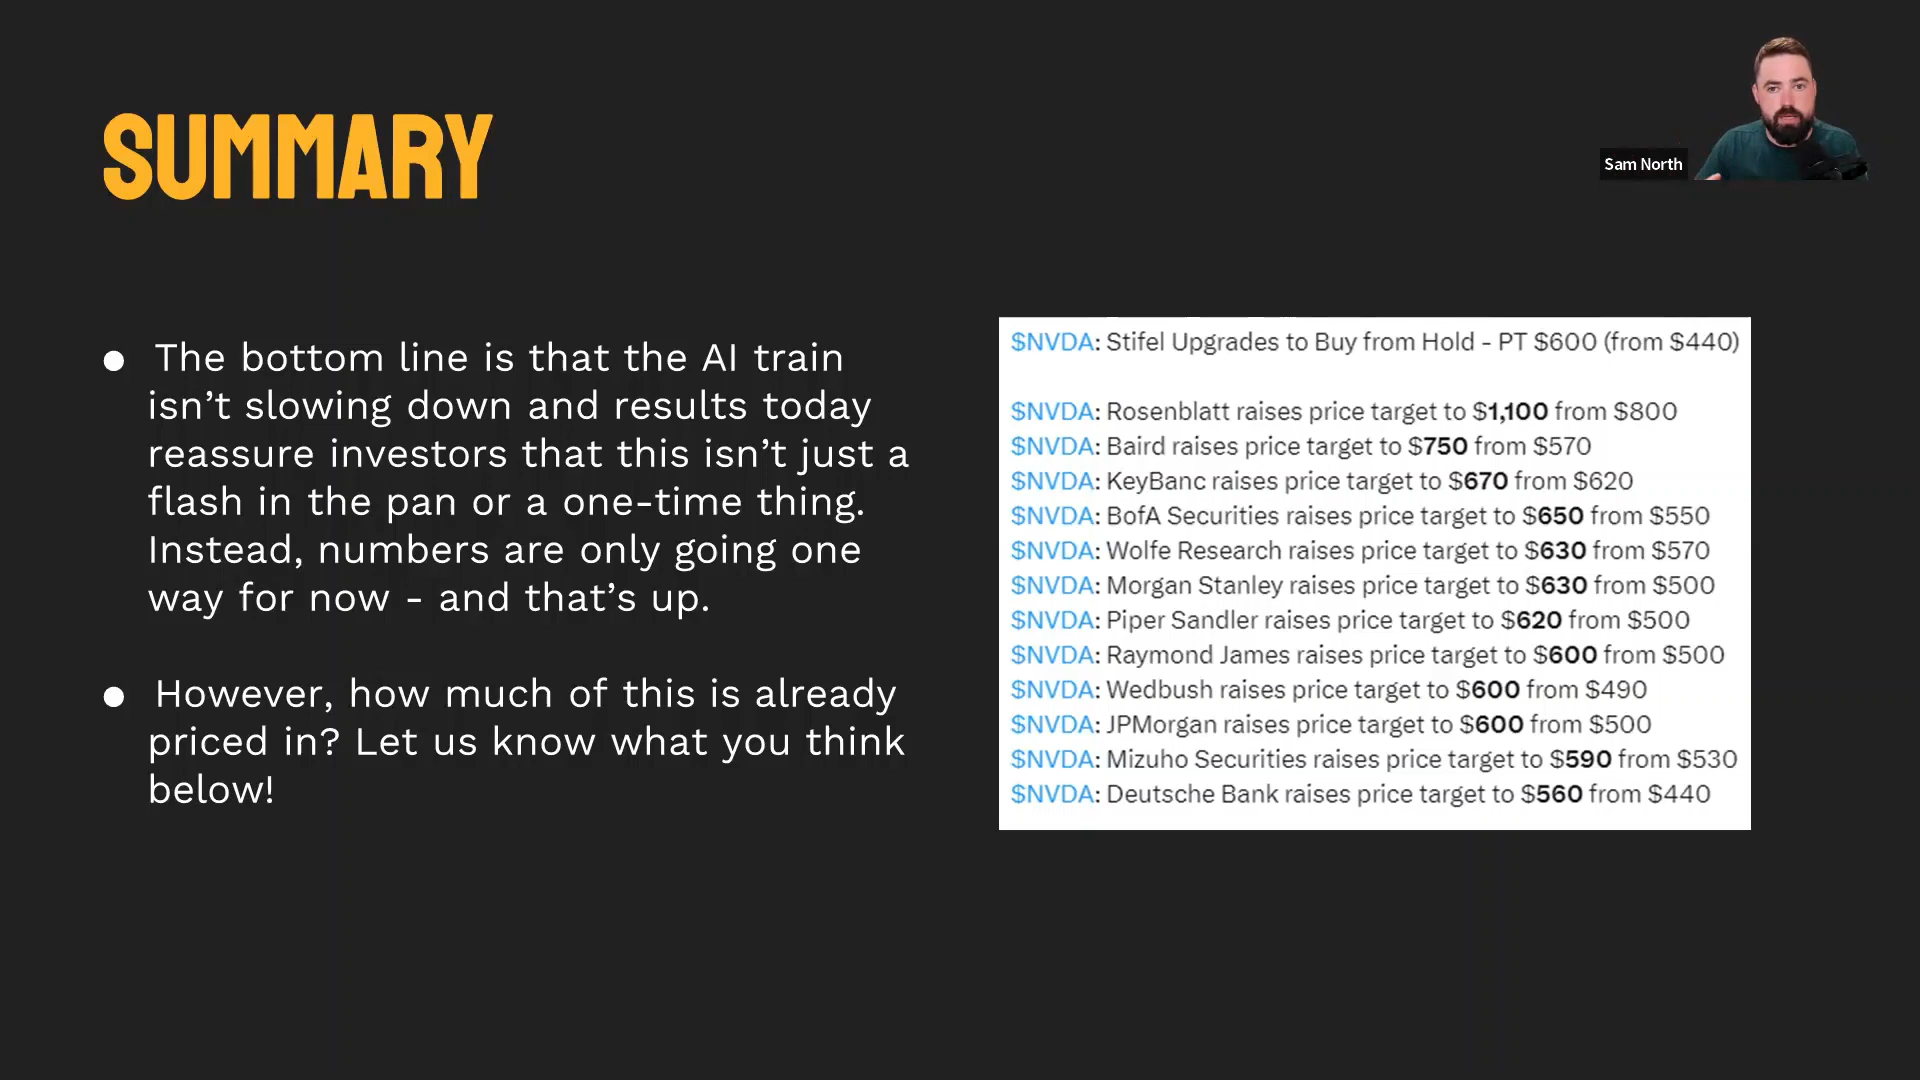 SUMMARY
Sam North
● The bottom line is that the AI train
isn’t slowing down and results today
reassure investors that this isn’t just a
flash in the pan or a one-time thing.
Instead, numbers are only going one
way for now - and that’s up.
● However, how much of this is already
priced in? Let us know what you think
below!
$NVDA: Stifel Upgrades to Buy from Hold - PT $600 (from $440)
$NVDA: Rosenblatt raises price target to $1,100 from $800
$NVDA: Baird raises price target to $750 from $570
$NVDA: KeyBanc raises price target to $670 from $620
$NVDA: BofA Securities raises price target to $650 from $550
$NVDA: Wolfe Research raises price target to $630 from $570
$NVDA: Morgan Stanley raises price target to $630 from $500
$NVDA: Piper Sandler raises price target to $620 from $500
$NVDA: Raymond James raises price target to $600 from $500
$NVDA: Wedbush raises price target to $600 from $490
$NVDA: JPMorgan raises price target to $600 from $500
$NVDA: Mizuho Securities raises price target to $590 from $530
$NVDA: Deutsche Bank raises price target to $560 from $440